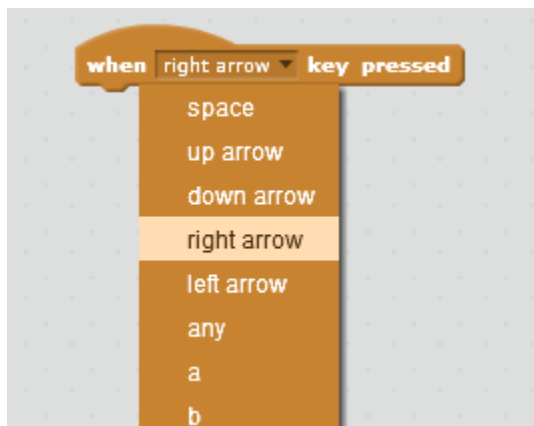 when right arrow key pressed
space
up arrow
down arrow
right arrow
left arrow
any
a
b